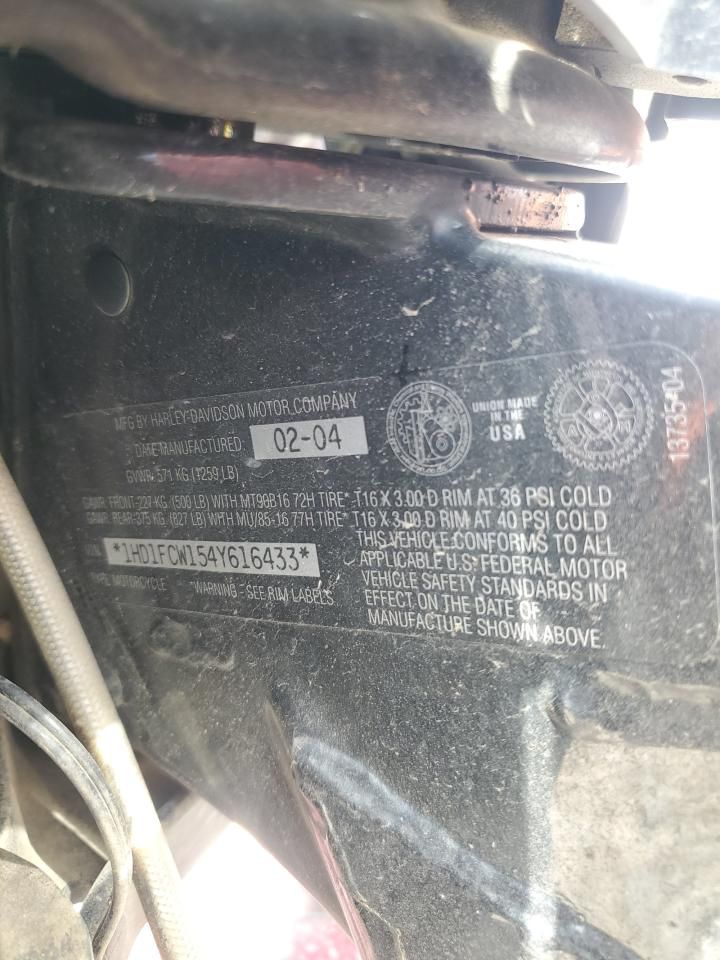 MFG BY HARLEY-DAVIDSON MOTOR COMPANY
DATE MANUFACTURED: 02-04
GVWR: 571 KG (1259 LB)
UNION MADE
IN THE
USA
13735-04
GAWR: FRONT-227 KG (500 LB) WITH MT90B16 72H TIRE* T16 X 3.00 D RIM AT 36 PSI COLD
GAWR: REAR-375 KG (827 LB) WITH MU/85-16 77H TIRE* T16 X 3.00 D RIM AT 40 PSI COLD
VIN: *1HD1FCW154Y616433*
TYPE: MOTORCYCLE WARNING - SEE RIM LABELS
THIS VEHICLE CONFORMS TO ALL
APPLICABLE U.S. FEDERAL MOTOR
VEHICLE SAFETY STANDARDS IN
EFFECT ON THE DATE OF
MANUFACTURE SHOWN ABOVE.